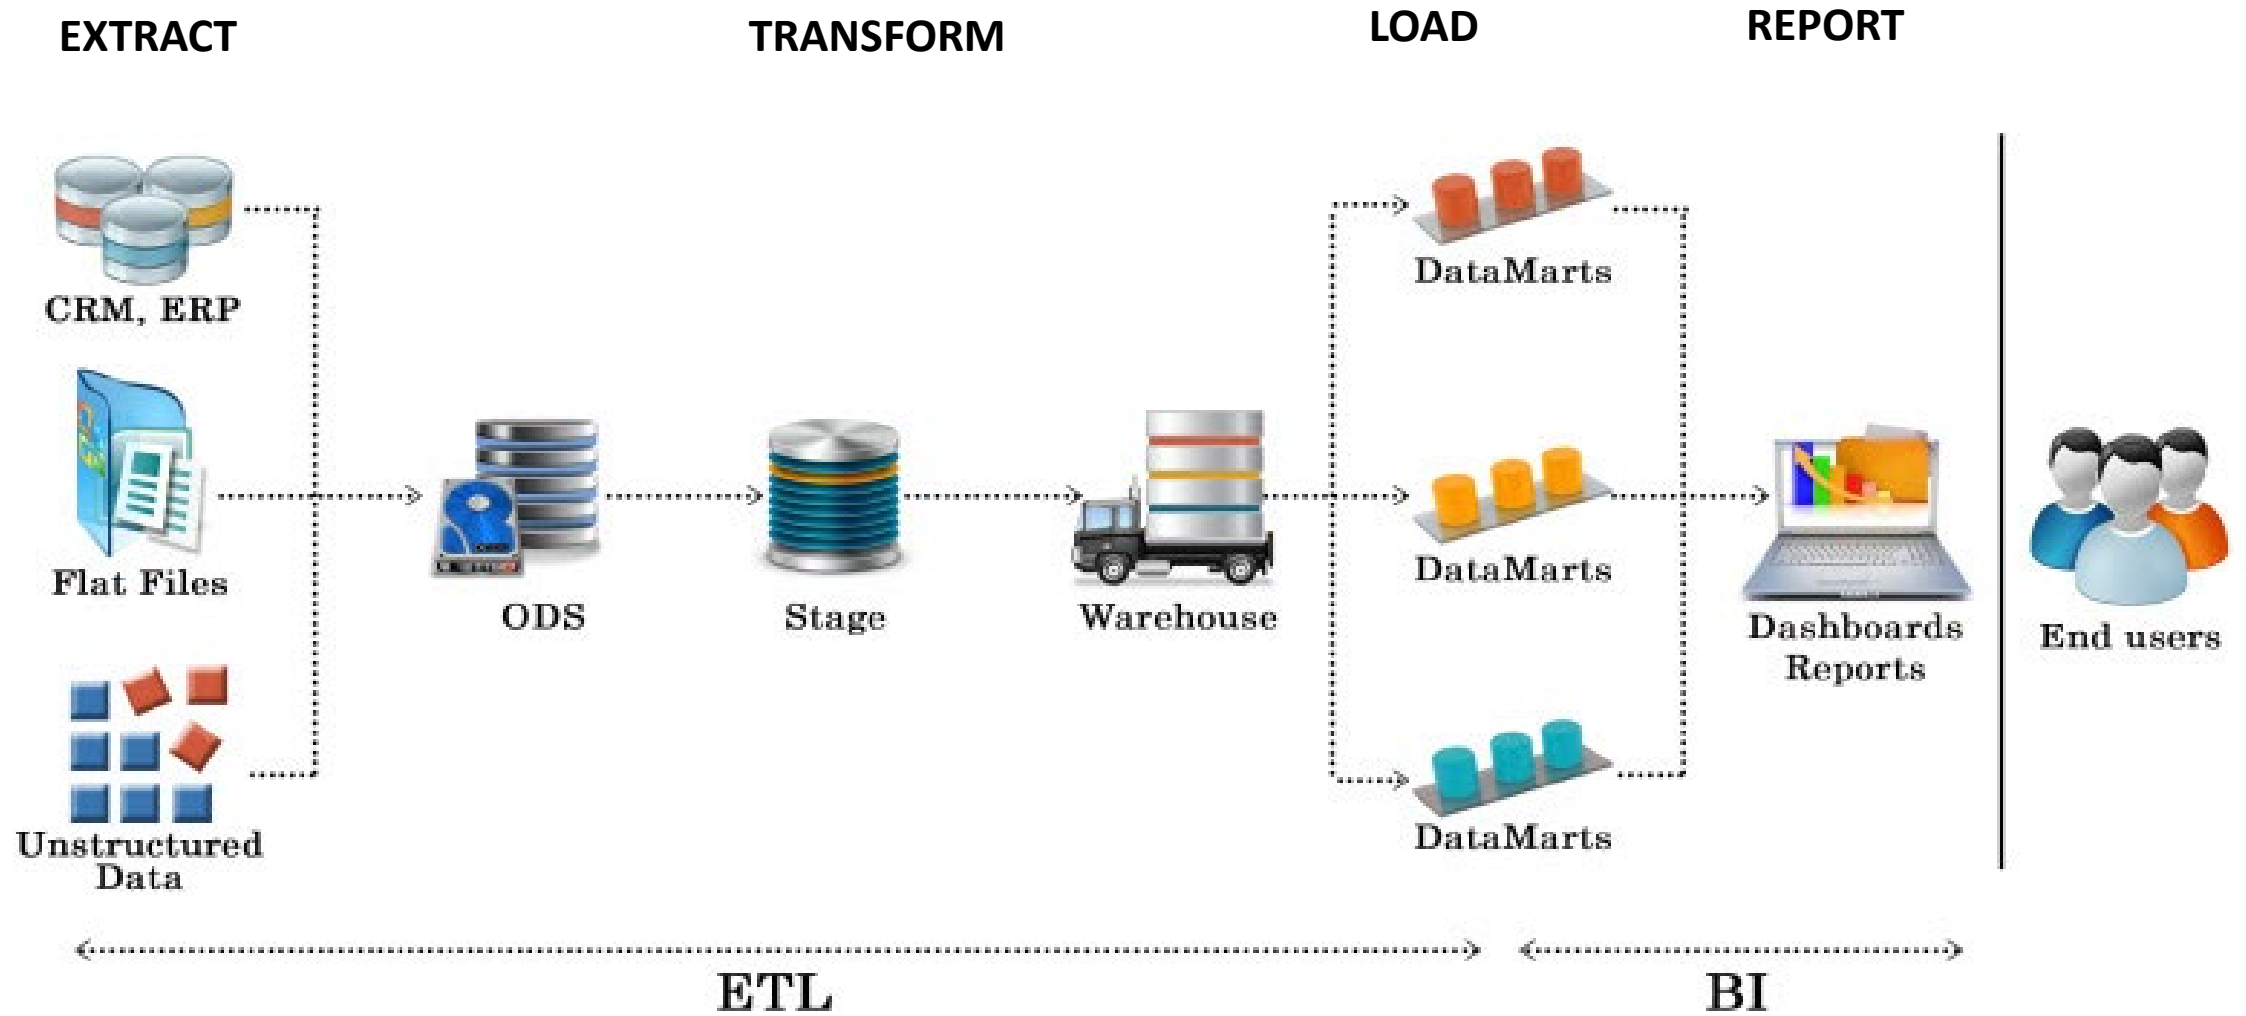 EXTRACT
TRANSFORM
LOAD
REPORT
CRM, ERP
Flat Files
Unstructured
Data
ODS
Stage
Warehouse
DataMarts
DataMarts
DataMarts
Dashboards
Reports
End users
ETL
BI